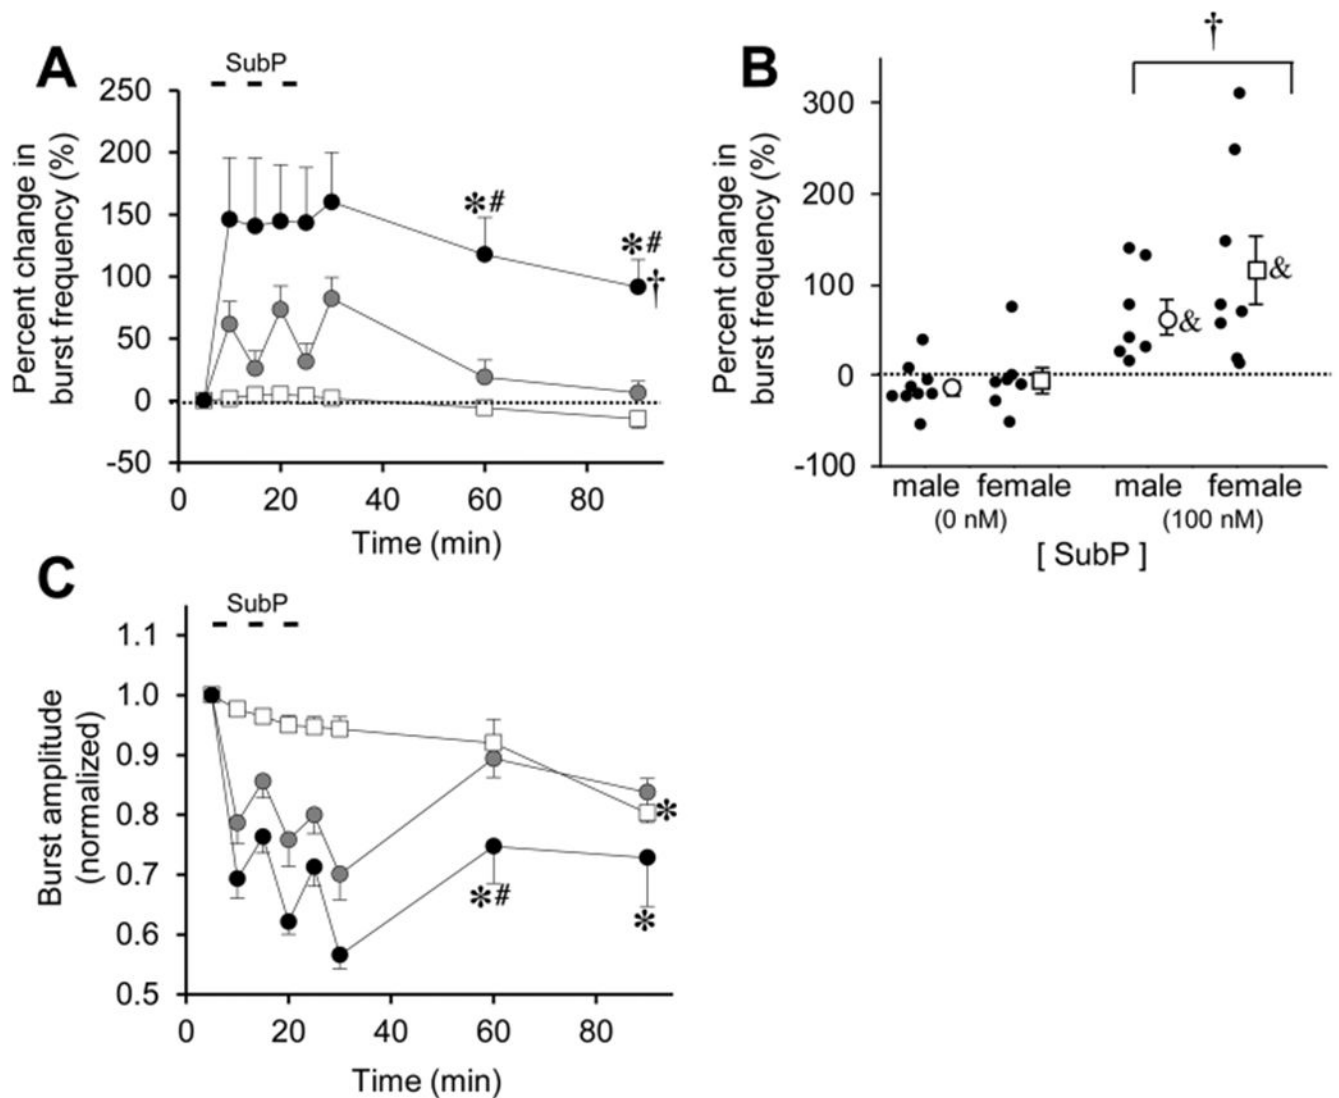 A
SubP
250
200
150
100
50
0
-50
Percent change in
burst frequency (%)
*#
*#
†
0 20 40 60 80
Time (min)
B
†
300
200
100
0
-100
Percent change in
burst frequency (%)
&
&
male female male female
(0 nM) (100 nM)
[ SubP ]
C
SubP
1.1
1.0
0.9
0.8
0.7
0.6
0.5
Burst amplitude
(normalized)
*
*#
*
0 20 40 60 80
Time (min)